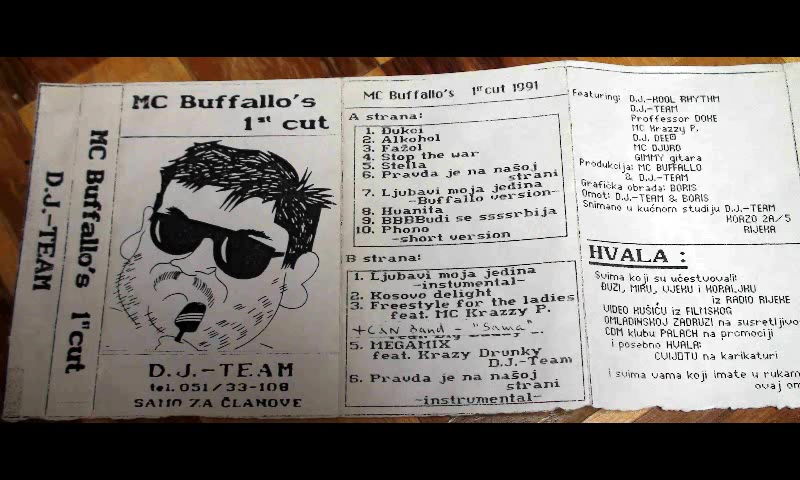 MC Buffallo's 1st cut
D.J.-TEAM
MC Buffallo's
1st cut
D.J.-TEAM
tel. 051/33-108
SAMO ZA ČLANOVE
MC Buffallo's 1st cut 1991
A strana:
1. Đukci
2. Alkohol
3. Fažol
4. Stop the war
5. Stella
6. Pravda je na našoj
strani
7. Ljubavi moja jedina
-Buffallo version-
8. Huanita
9. BBBBudi se ssssrbija
10. Phono
-short version
B strana:
1. Ljubavi moja jedina
-instumental-
2. Kosovo delight
3. Freestyle for the ladies
feat. MC Krazzy P.
+ CAN Band - "Sama"
5. MEGAMIX
feat. Krazy Drunky
D.J.-Team
6. Pravda je na našoj
strani
-instrumental-
Featuring: D.J.-KOOL RHYTHM
D.J.-TEAM
Proffessor DOKE
MC Krazzy P.
D.J. DEE
MC DJURO
GIMMY gitara
Produkcija: MC BUFFALLO
& D.J.-TEAM
Grafička obrada: BORIS
Omot: D.J.-TEAM & BORIS
Snimano u kućnom studiju D.J.-TEAM
KORZO 2A/5
RIJEKA
HVALA :
Svima koji su učestvovali!
ĐUZI, MIRU, VJEKU i KORALJKU
iz RADIO RIJEKE
VIDEO KUŠIĆU iz FILMSKOG
OMLADINSKOJ ZADRUZI na susretljivo
CDM klubu PALACH na promociji
i posebno HVALA:
CVIJOTU na karikaturi
i svima vama koji imate u rukam
ovaj om